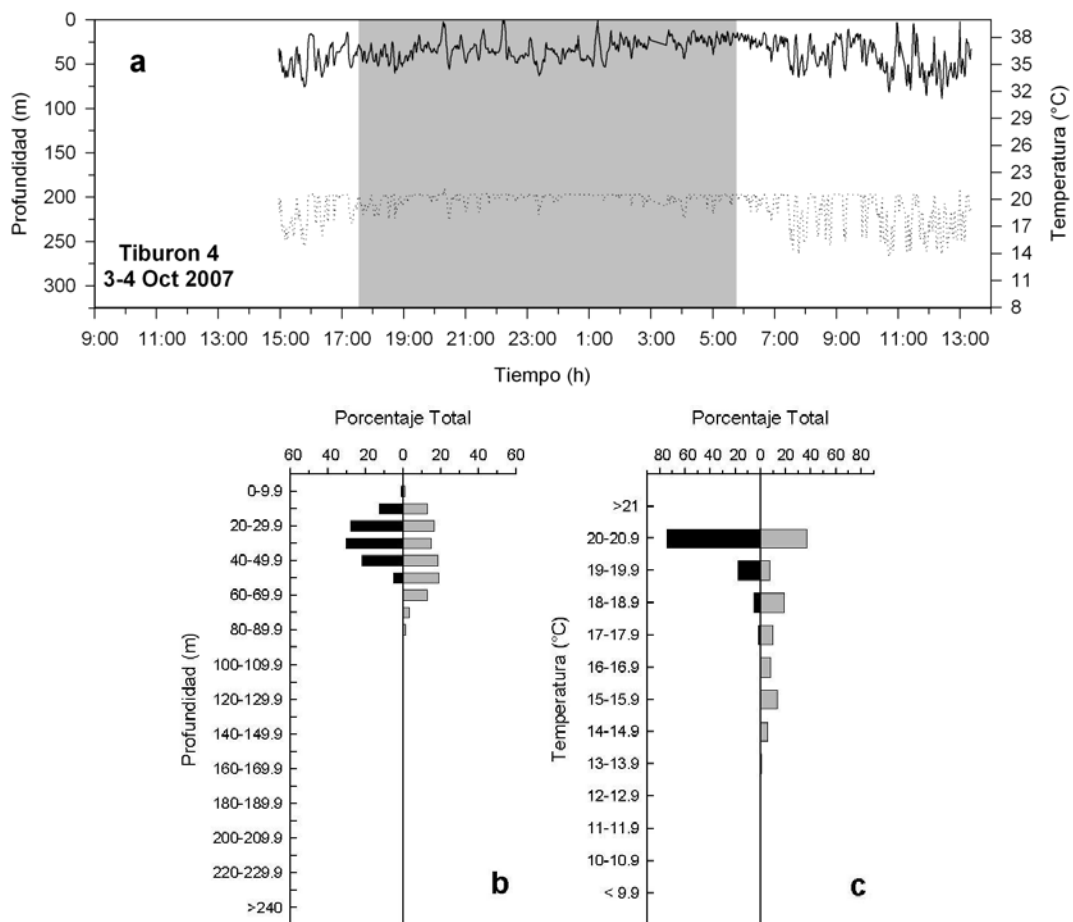 a
Profundidad (m)
0
50
100
150
200
250
300
Temperatura (°C)
38
35
32
29
26
23
20
17
14
11
8
Tiburon 4
3-4 Oct 2007
9:00 11:00 13:00 15:00 17:00 19:00 21:00 23:00 1:00 3:00 5:00 7:00 9:00 11:00 13:00
Tiempo (h)
Porcentaje Total
60 40 20 0 20 40 60
Profundidad (m)
0-9.9
20-29.9
40-49.9
60-69.9
80-89.9
100-109.9
120-129.9
140-149.9
160-169.9
180-189.9
200-209.9
220-229.9
>240
b
Porcentaje Total
80 60 40 20 0 20 40 60 80
Temperatura (°C)
>21
20-20.9
19-19.9
18-18.9
17-17.9
16-16.9
15-15.9
14-14.9
13-13.9
12-12.9
11-11.9
10-10.9
< 9.9
c